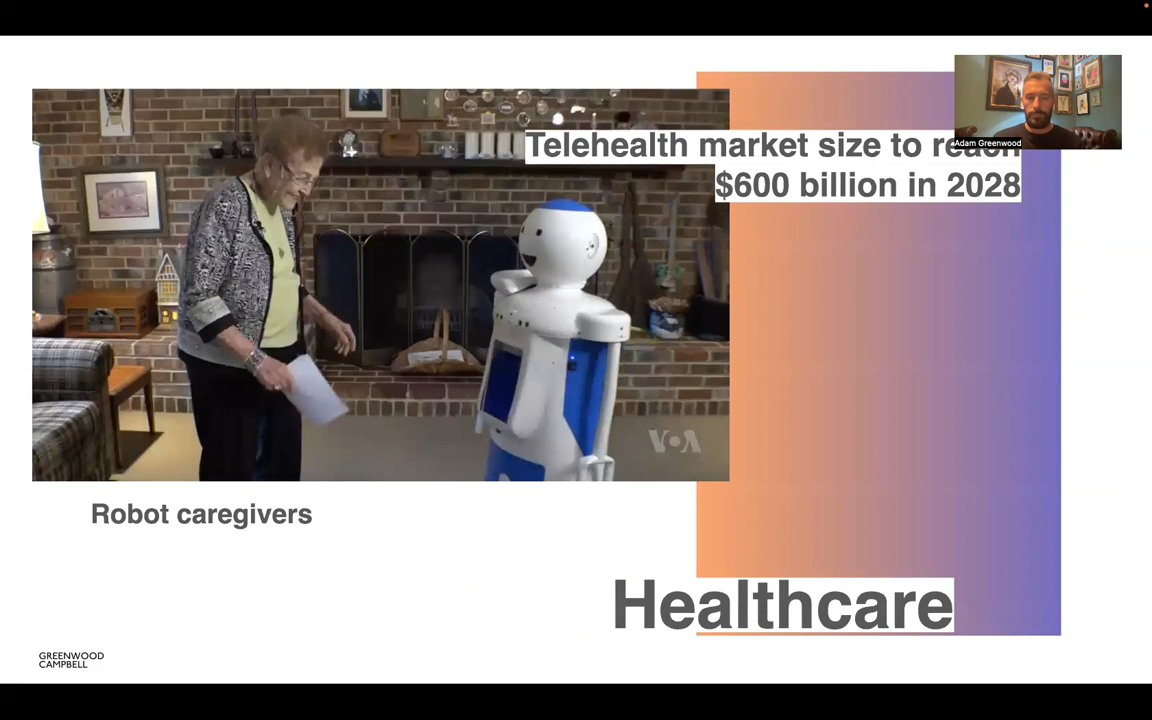 Adam Greenwood
Telehealth market size to reach
$600 billion in 2028
VOA
Robot caregivers
Healthcare
GREENWOOD
CAMPBELL